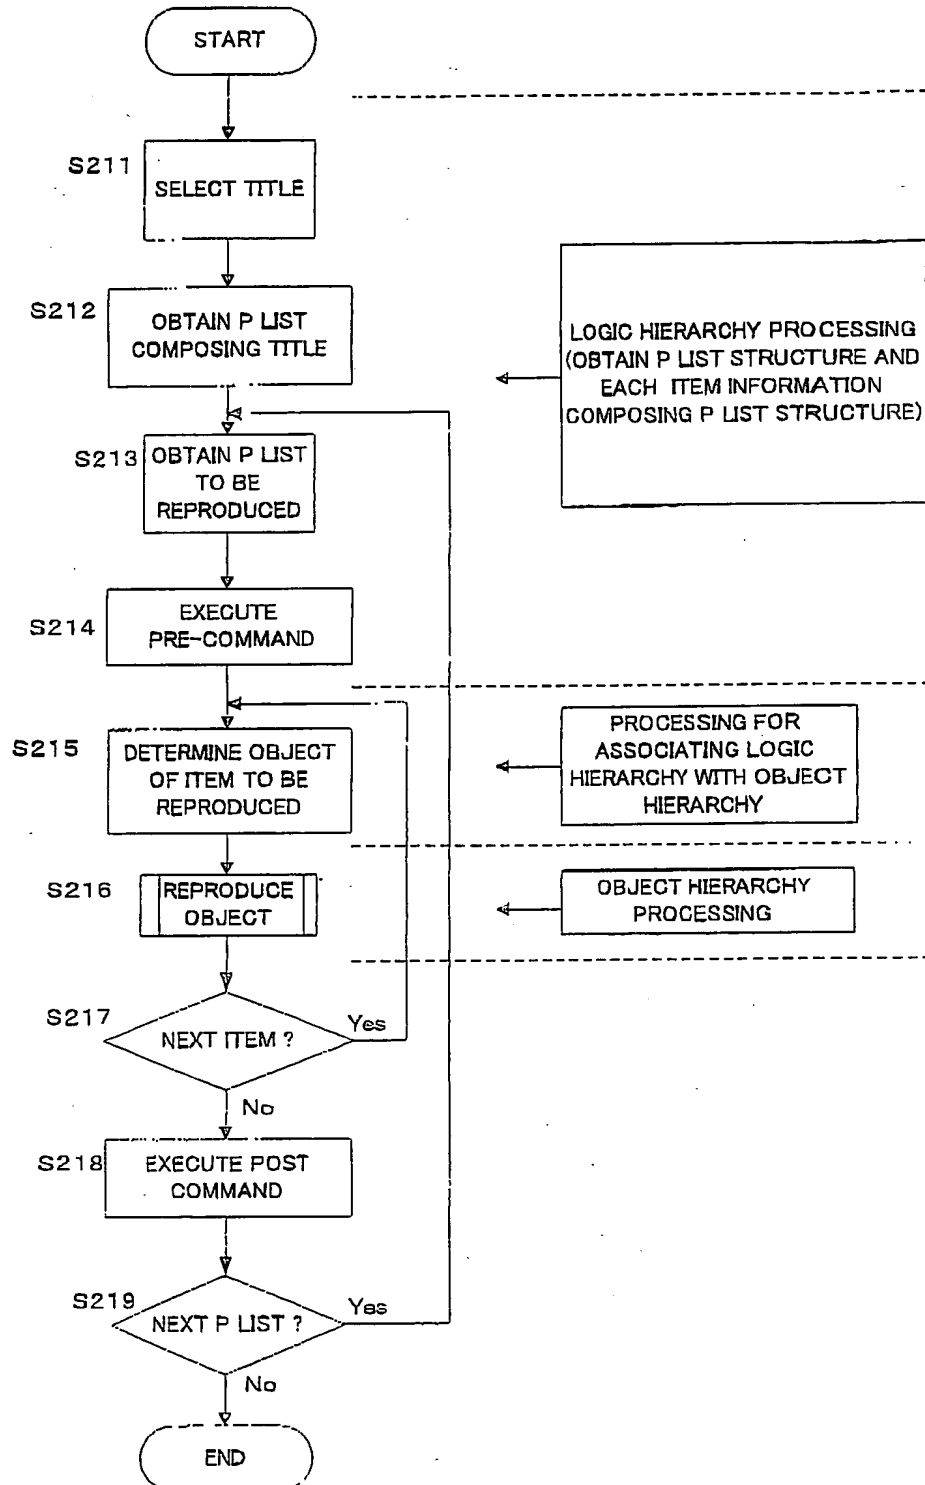 START
S211
SELECT TITLE
S212
OBTAIN P LIST
COMPOSING TITLE
LOGIC HIERARCHY PROCESSING
(OBTAIN P LIST STRUCTURE AND
EACH ITEM INFORMATION
COMPOSING P LIST STRUCTURE)
S213
OBTAIN P LIST
TO BE
REPRODUCED
S214
EXECUTE
PRE-COMMAND
S215
DETERMINE OBJECT
OF ITEM TO BE
REPRODUCED
PROCESSING FOR
ASSOCIATING LOGIC
HIERARCHY WITH OBJECT
HIERARCHY
S216
REPRODUCE
OBJECT
OBJECT HIERARCHY
PROCESSING
S217
NEXT ITEM ?
Yes
No
S218
EXECUTE POST
COMMAND
S219
NEXT P LIST ?
Yes
No
END